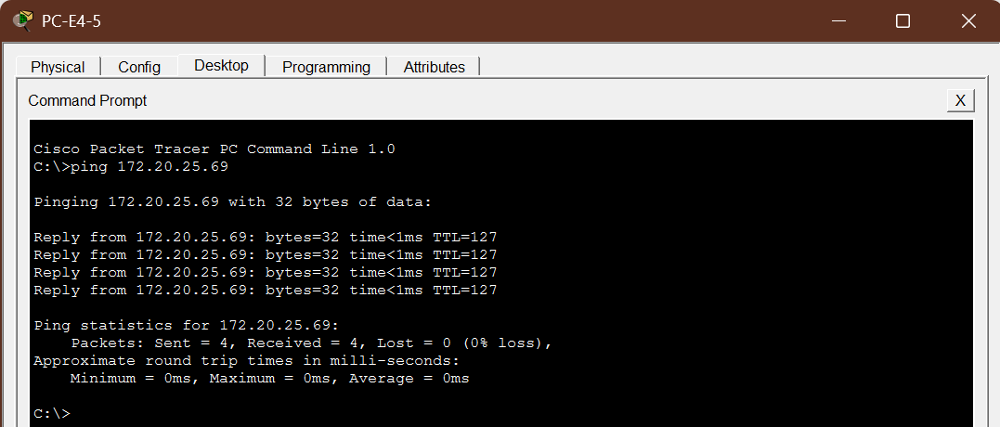 PC-E4-5
Physical Config Desktop Programming Attributes
Command Prompt X
Cisco Packet Tracer PC Command Line 1.0
C:\>ping 172.20.25.69
Pinging 172.20.25.69 with 32 bytes of data:
Reply from 172.20.25.69: bytes=32 time<1ms TTL=127
Reply from 172.20.25.69: bytes=32 time<1ms TTL=127
Reply from 172.20.25.69: bytes=32 time<1ms TTL=127
Reply from 172.20.25.69: bytes=32 time<1ms TTL=127
Ping statistics for 172.20.25.69:
Packets: Sent = 4, Received = 4, Lost = 0 (0% loss),
Approximate round trip times in milli-seconds:
Minimum = 0ms, Maximum = 0ms, Average = 0ms
C:\>